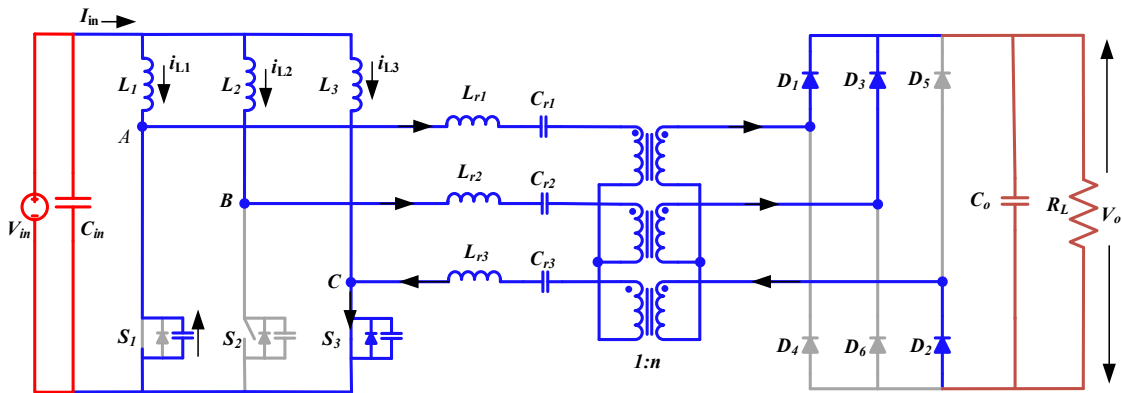 I_in
L_1
i_L1
L_2
i_L2
L_3
i_L3
L_r1
C_r1
D_1
D_3
D_5
A
L_r2
C_r2
B
V_in
C_in
C_o
R_L
V_o
L_r3
C_r3
C
S_1
S_2
S_3
D_4
D_6
D_2
1:n